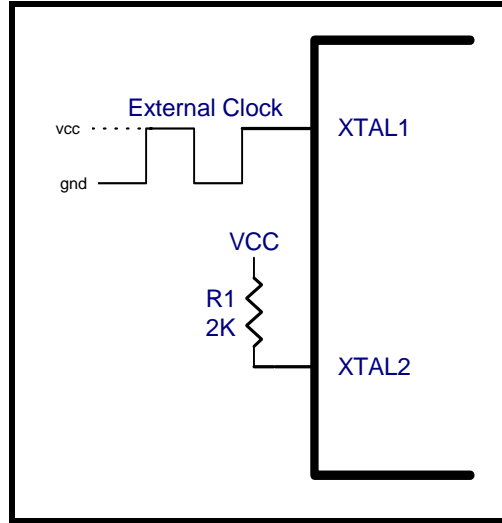 External Clock
vcc
XTAL1
gnd
VCC
R1
2K
XTAL2